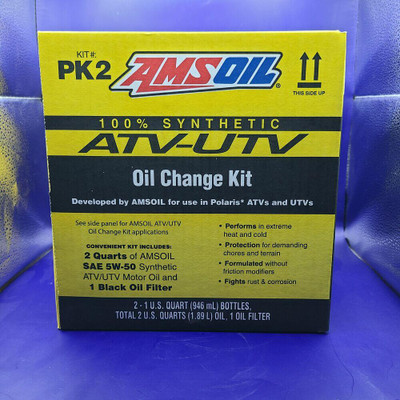 KIT #:
PK2
AMSOIL®
THIS SIDE UP
100% SYNTHETIC
ATV-UTV
Oil Change Kit
Developed by AMSOIL for use in Polaris* ATVs and UTVs
See side panel for AMSOIL ATV/UTV
Oil Change Kit applications
CONVENIENT KIT INCLUDES:
2 Quarts of AMSOIL
SAE 5W-50 Synthetic
ATV/UTV Motor Oil and
1 Black Oil Filter
• Performs in extreme
heat and cold
• Protection for demanding
chores and terrain
• Formulated without
friction modifiers
• Fights rust & corrosion
2 - 1 U.S. QUART (946 mL) BOTTLES.
TOTAL 2 U.S. QUARTS (1.89 L) OIL, 1 OIL FILTER